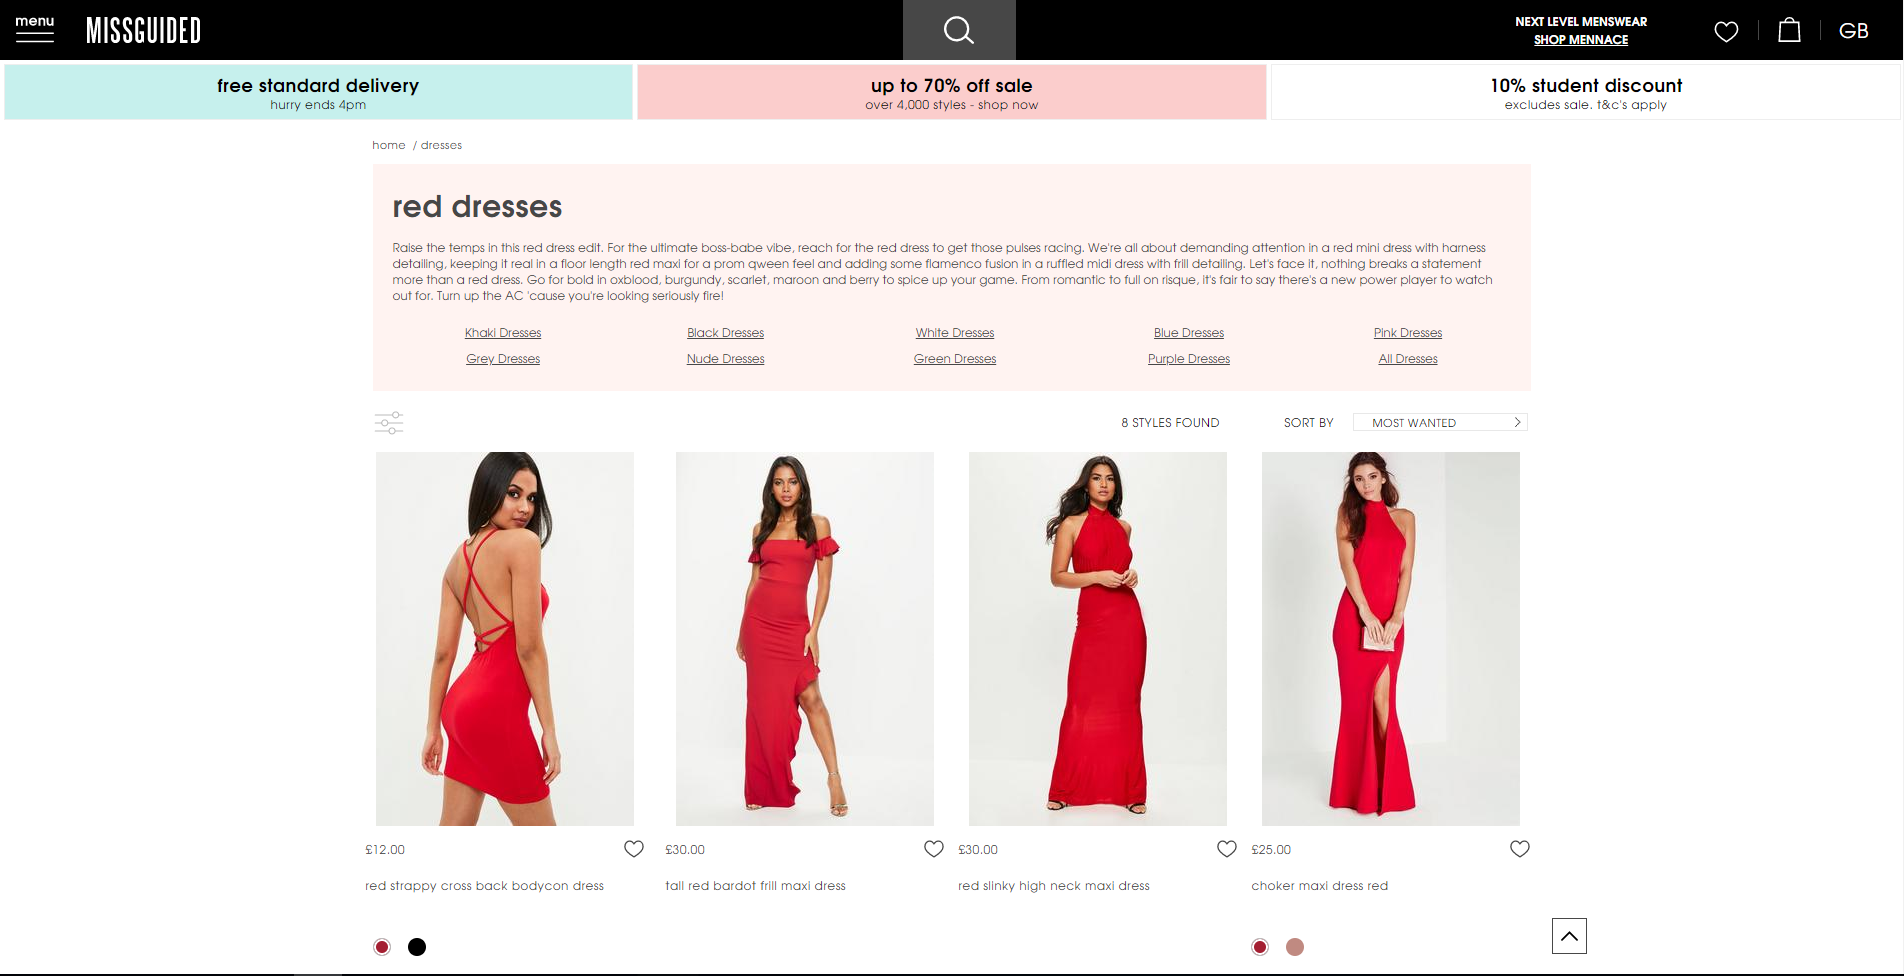 menu
MISSGUIDED
NEXT LEVEL MENSWEAR
SHOP MENNACE
GB
free standard delivery
hurry ends 4pm
up to 70% off sale
over 4,000 styles - shop now
10% student discount
excludes sale. t&c's apply
home / dresses
red dresses
Raise the temps in this red dress edit. For the ultimate boss-babe vibe, reach for the red dress to get those pulses racing. We're all about demanding attention in a red mini dress with harness
detailing, keeping it real in a floor length red maxi for a prom qween feel and adding some flamenco fusion in a ruffled midi dress with frill detailing. Let's face it, nothing breaks a statement
more than a red dress. Go for bold in oxblood, burgundy, scarlet, maroon and berry to spice up your game. From romantic to full on risque, it's fair to say there's a new power player to watch
out for. Turn up the AC 'cause you're looking seriously fire!
Khaki Dresses Black Dresses White Dresses Blue Dresses Pink Dresses
Grey Dresses Nude Dresses Green Dresses Purple Dresses All Dresses
8 STYLES FOUND SORT BY MOST WANTED
£12.00 £30.00 £30.00 £25.00
red strappy cross back bodycon dress tall red bardot frill maxi dress red slinky high neck maxi dress choker maxi dress red